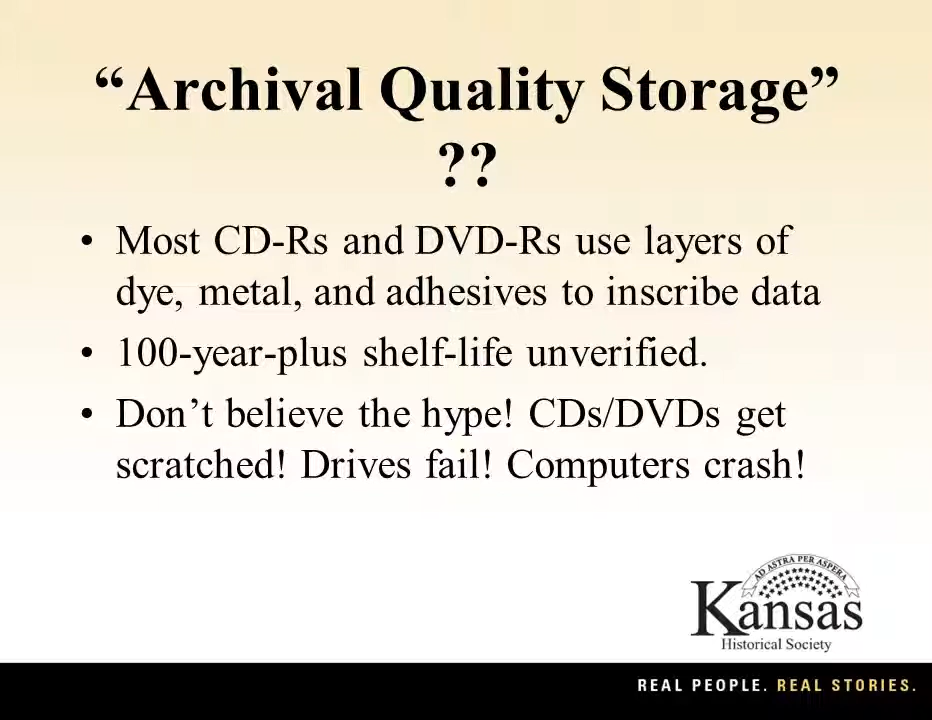 “Archival Quality Storage”
??
• Most CD-Rs and DVD-Rs use layers of
dye, metal, and adhesives to inscribe data
• 100-year-plus shelf-life unverified.
• Don’t believe the hype! CDs/DVDs get
scratched! Drives fail! Computers crash!
AD ASTRA PER ASPERA
Kansas
Historical Society
REAL PEOPLE. REAL STORIES.